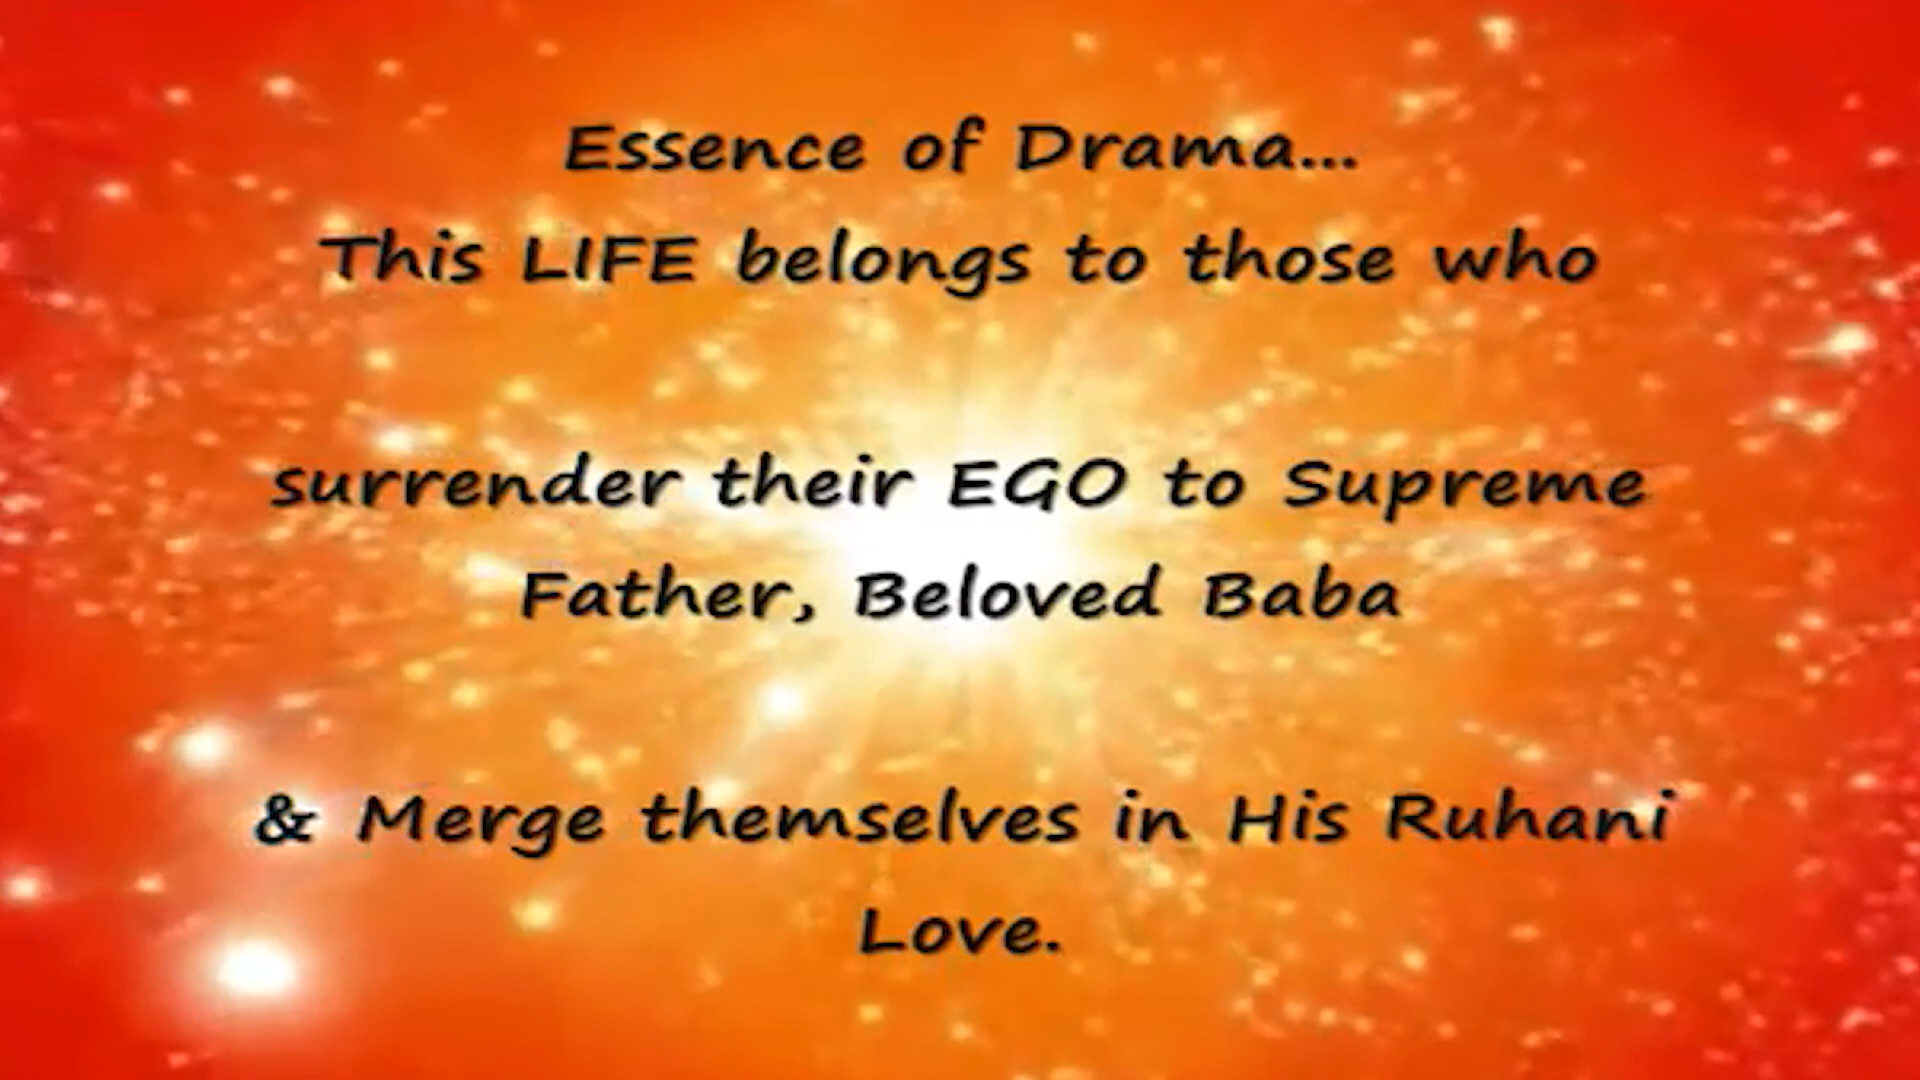 Essence of Drama...
This LIFE belongs to those who
surrender their EGO to Supreme
Father, Beloved Baba
& Merge themselves in His Ruhani
Love.